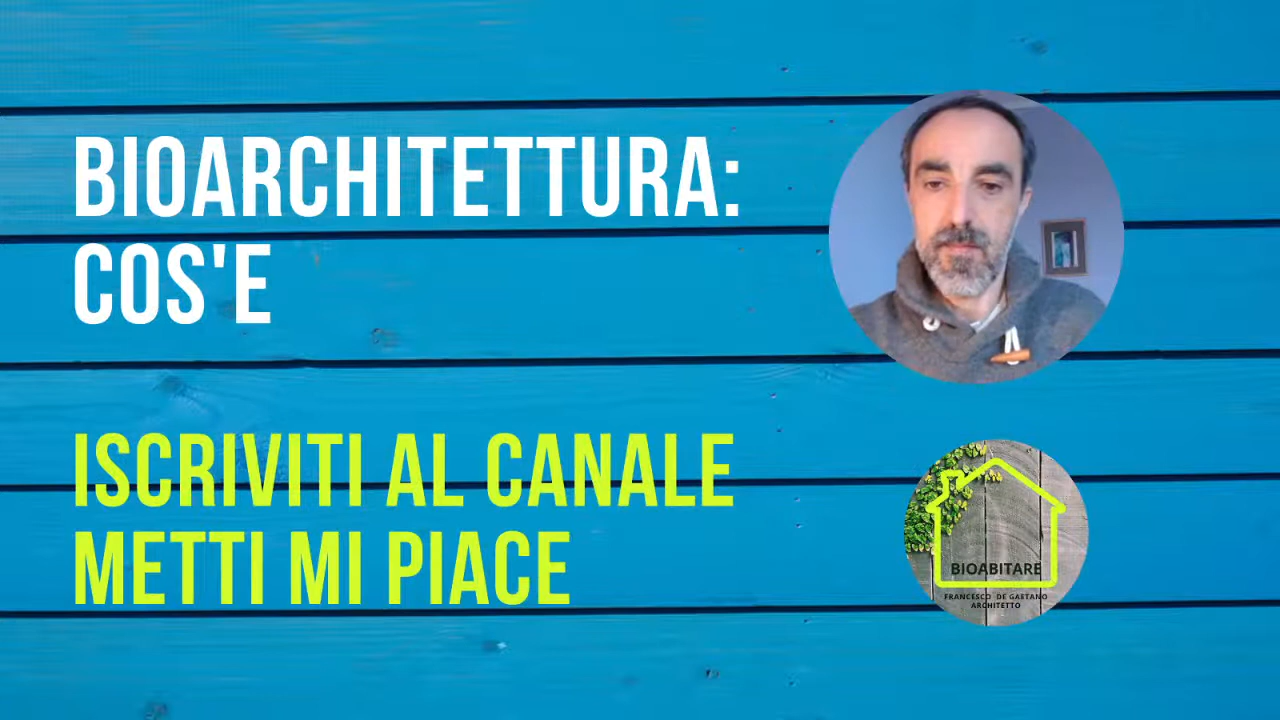 BIOARCHITETTURA:
COS'E
ISCRIVITI AL CANALE
METTI MI PIACE
BIOABITARE
FRANCESCO DE GAETANO
ARCHITETTO